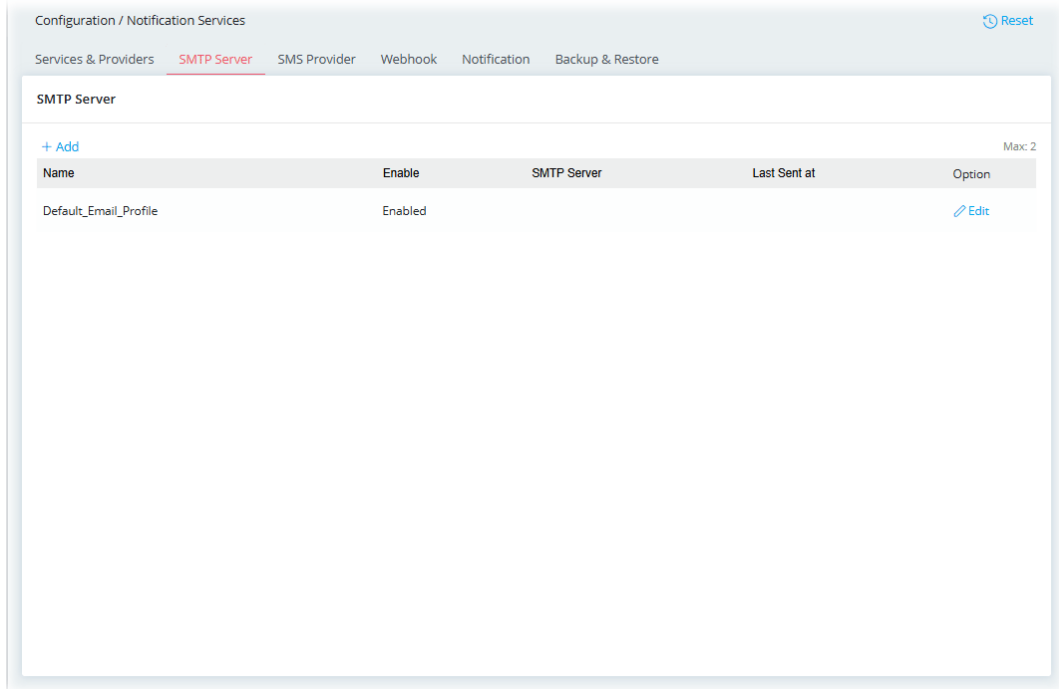 Configuration / Notification Services Reset
Services & Providers SMTP Server SMS Provider Webhook Notification Backup & Restore
SMTP Server
+ Add Max: 2
Name Enable SMTP Server Last Sent at Option
Default_Email_Profile Enabled Edit